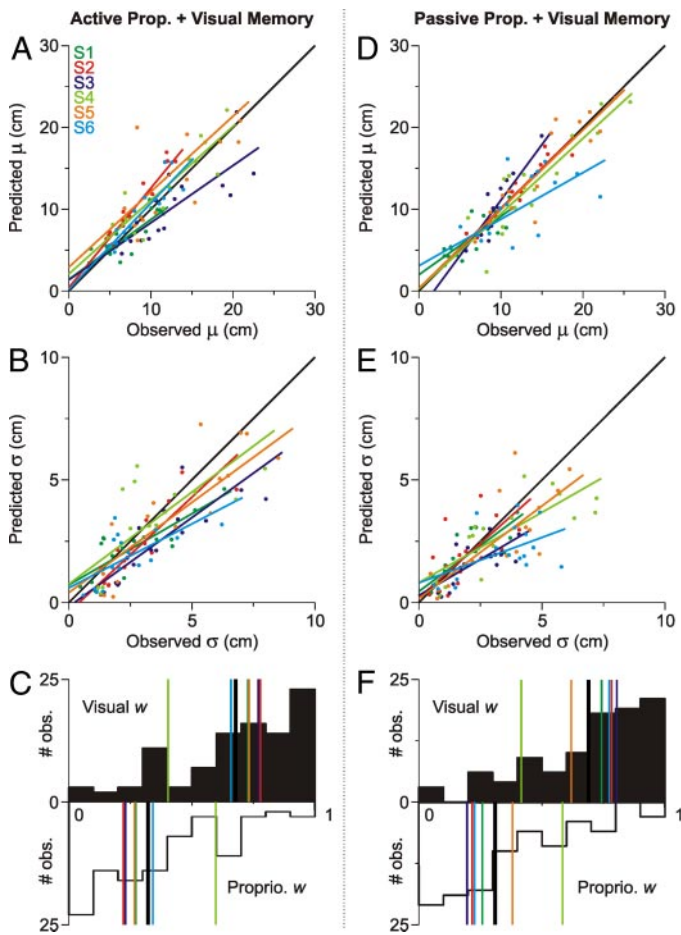 Active Prop. + Visual Memory
Passive Prop. + Visual Memory
A
30
S1
S2
S3
S4
S5
S6
20
10
0
Predicted μ (cm)
0 10 20 30
Observed μ (cm)
D
30
20
10
0
Predicted μ (cm)
0 10 20 30
Observed μ (cm)
B
10
5
0
Predicted σ (cm)
0 5 10
Observed σ (cm)
E
10
5
0
Predicted σ (cm)
0 5 10
Observed σ (cm)
C
25
Visual w
# obs.
0
0 1
# obs.
Proprio. w
25
F
25
Visual w
# obs.
0
0 1
# obs.
Proprio. w
25